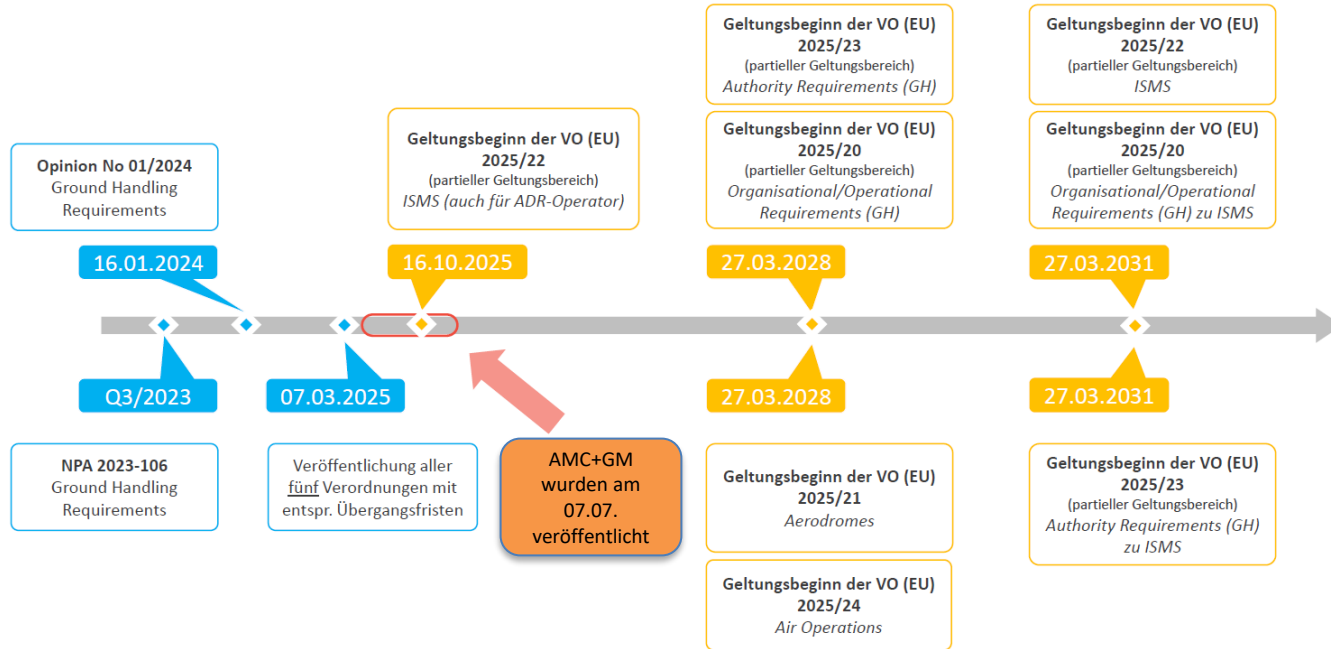 Geltungsbeginn der VO (EU)
2025/23
(partieller Geltungsbereich)
Authority Requirements (GH)
Geltungsbeginn der VO (EU)
2025/22
(partieller Geltungsbereich)
ISMS
Geltungsbeginn der VO (EU)
2025/22
(partieller Geltungsbereich)
ISMS (auch für ADR-Operator)
Geltungsbeginn der VO (EU)
2025/20
(partieller Geltungsbereich)
Organisational/Operational
Requirements (GH)
Geltungsbeginn der VO (EU)
2025/20
(partieller Geltungsbereich)
Organisational/Operational
Requirements (GH) zu ISMS
Opinion No 01/2024
Ground Handling
Requirements
16.01.2024
16.10.2025
27.03.2028
27.03.2031
Q3/2023
07.03.2025
27.03.2028
27.03.2031
NPA 2023-106
Ground Handling
Requirements
Veröffentlichung aller
fünf Verordnungen mit
entspr. Übergangsfristen
AMC+GM
wurden am
07.07.
veröffentlicht
Geltungsbeginn der VO (EU)
2025/21
Aerodromes
Geltungsbeginn der VO (EU)
2025/23
(partieller Geltungsbereich)
Authority Requirements (GH)
zu ISMS
Geltungsbeginn der VO (EU)
2025/24
Air Operations